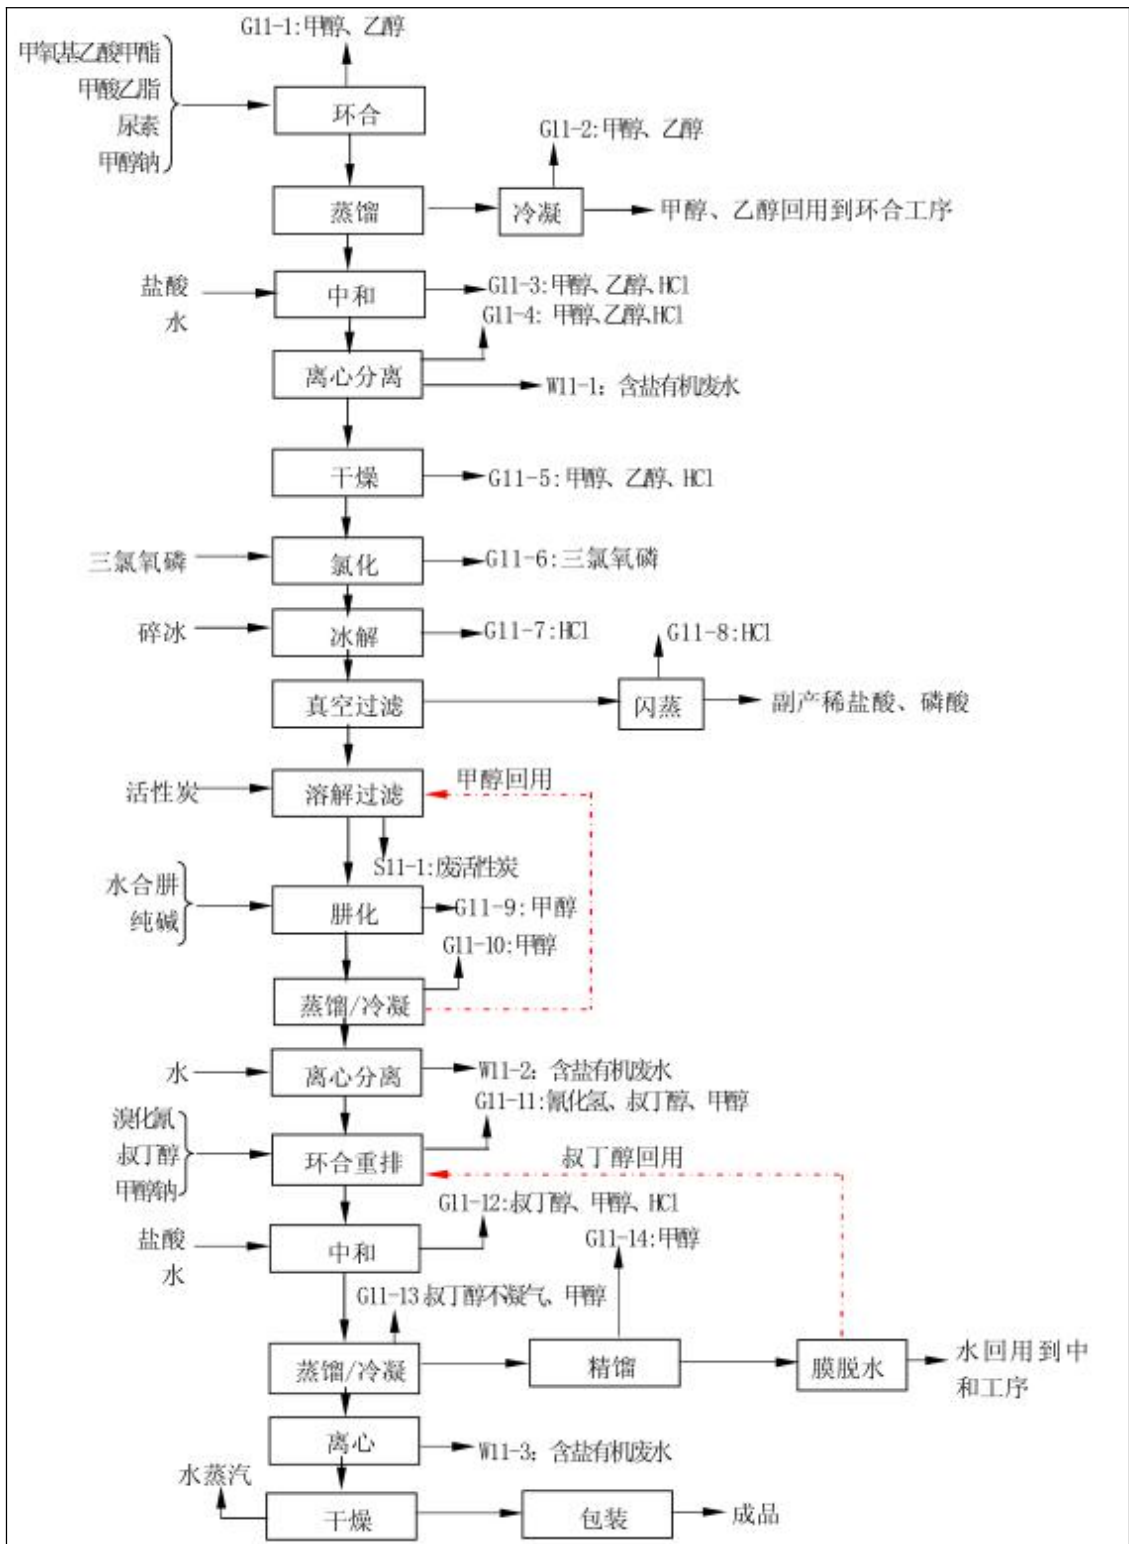 G11-1:甲醇、乙醇
甲氧基乙酸甲酯
甲酸乙脂
尿素
甲醇钠
环合
G11-2:甲醇、乙醇
蒸馏
冷凝
甲醇、乙醇回用到环合工序
盐酸
水
中和
G11-3:甲醇、乙醇、HCl
G11-4: 甲醇、乙醇、HCl
离心分离
W11-1: 含盐有机废水
干燥
G11-5:甲醇、乙醇、HCl
三氯氧磷
氯化
G11-6:三氯氧磷
碎冰
冰解
G11-7:HCl
G11-8:HCl
真空过滤
闪蒸
副产稀盐酸、磷酸
活性炭
溶解过滤
甲醇回用
S11-1:废活性炭
水合肼
纯碱
肼化
G11-9:甲醇
G11-10:甲醇
蒸馏/冷凝
水
离心分离
W11-2: 含盐有机废水
G11-11:氰化氢、叔丁醇、甲醇
溴化氰
叔丁醇
甲醇钠
环合重排
叔丁醇回用
G11-12:叔丁醇、甲醇、HCl
盐酸
水
中和
G11-14:甲醇
G11-13 叔丁醇不凝气、甲醇
蒸馏/冷凝
精馏
膜脱水
水回用到中
和工序
离心
W11-3: 含盐有机废水
水蒸汽
干燥
包装
成品